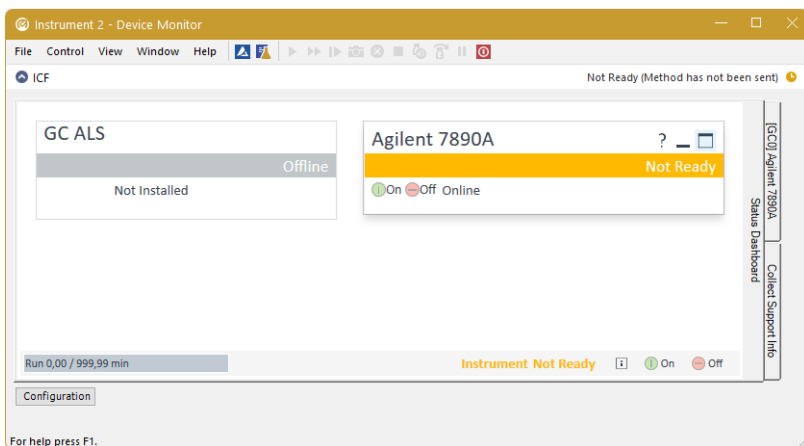 Instrument 2 - Device Monitor
File Control View Window Help
ICF
Not Ready (Method has not been sent)
GC ALS
Offline
Not Installed
Agilent 7890A
?
Not Ready
On Off Online
[GC0] Agilent 7890A
Status Dashboard
Collect Support Info
Run 0,00 / 999,99 min
Instrument Not Ready
i
On
Off
Configuration
For help press F1.